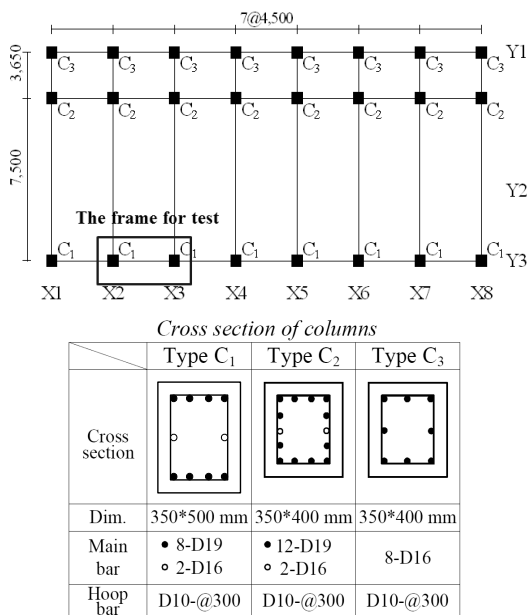 7@4,500
3,650
7,500
C3 C3 C3 C3 C3 C3 C3 C3
C2 C2 C2 C2 C2 C2 C2 C2
C1 C1 C1 C1 C1 C1 C1 C1
Y1
Y2
Y3
The frame for test
X1 X2 X3 X4 X5 X6 X7 X8
Cross section of columns
Type C1 Type C2 Type C3
Cross section
Dim. 350*500 mm 350*400 mm 350*400 mm
Main bar
● 8-D19
○ 2-D16
● 12-D19
○ 2-D16
8-D16
Hoop bar D10-@300 D10-@300 D10-@300